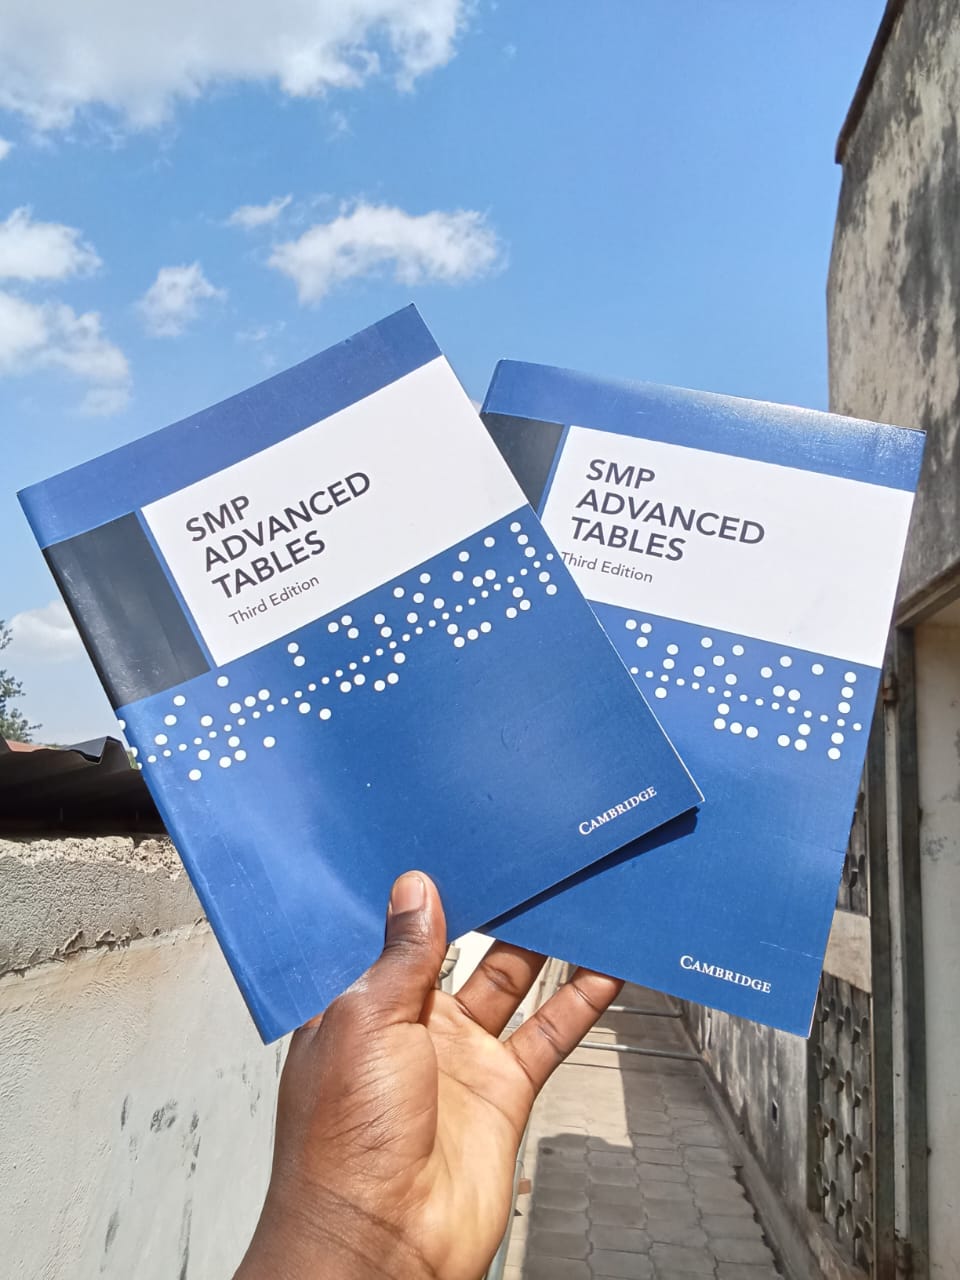 SMP
ADVANCED
TABLES
Third Edition
CAMBRIDGE
SMP
ADVANCED
TABLES
Third Edition
CAMBRIDGE